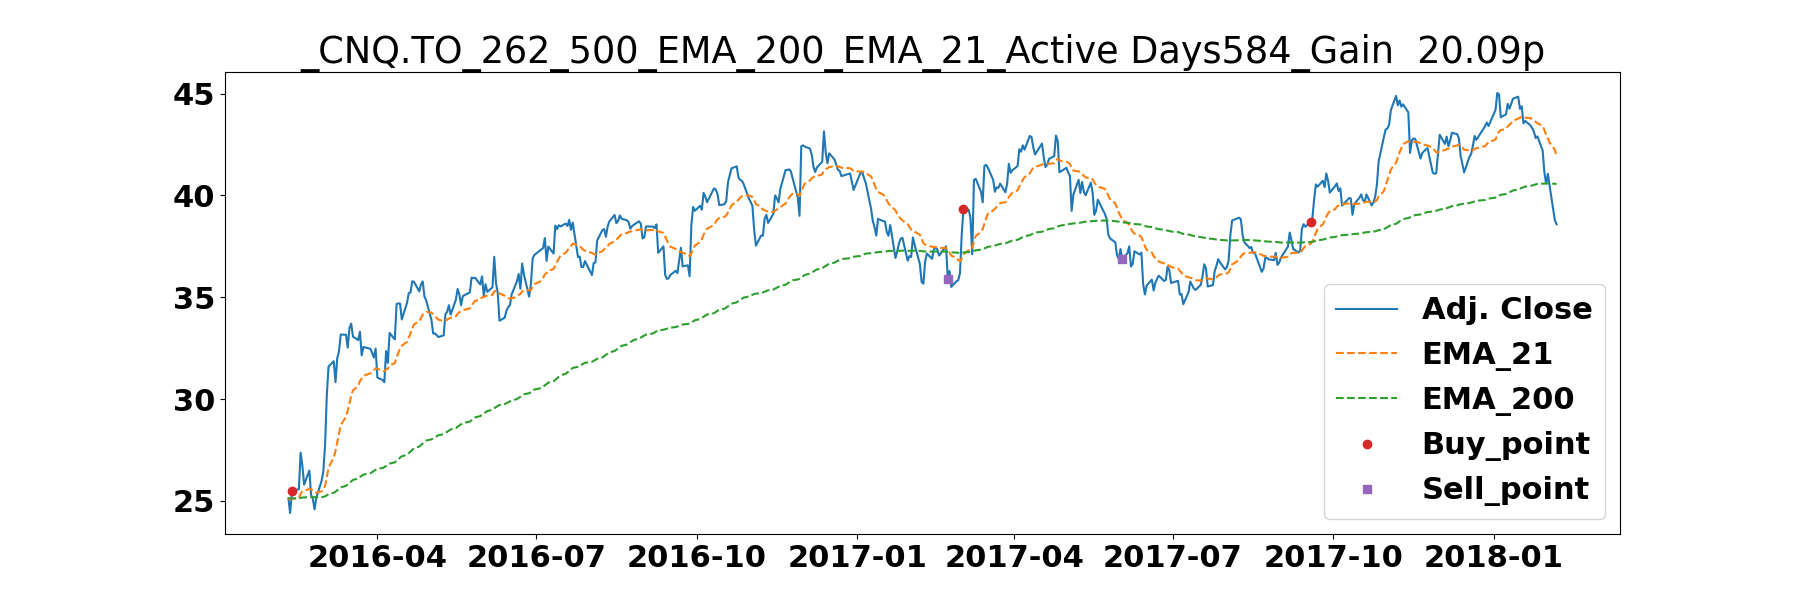 _CNQ.TO_262_500_EMA_200_EMA_21_Active Days584_Gain  20.09p
45
40
35
30
25
Adj. Close
EMA_21
EMA_200
Buy_point
Sell_point
2016-04 2016-07 2016-10 2017-01 2017-04 2017-07 2017-10 2018-01